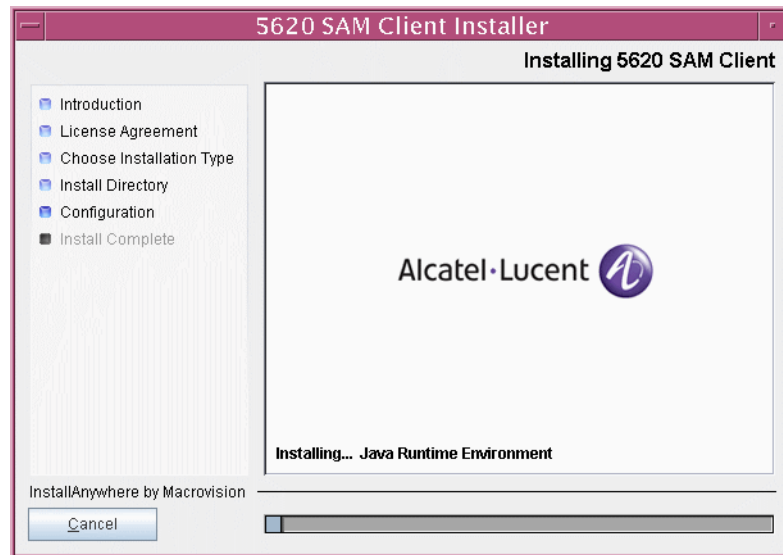 5620 SAM Client Installer
Installing 5620 SAM Client
Introduction
License Agreement
Choose Installation Type
Install Directory
Configuration
Install Complete
Alcatel·Lucent
Installing... Java Runtime Environment
InstallAnywhere by Macrovision
Cancel